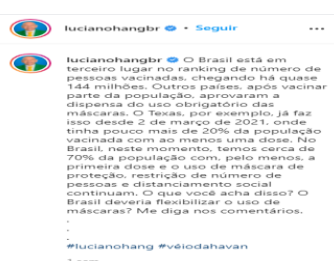 lucianohangbr • Seguir
lucianohangbr O Brasil está em
terceiro lugar no ranking de número de
pessoas vacinadas, chegando há quase
144 milhões. Outros países, após vacinar
parte da população, aprovaram a
dispensa do uso obrigatório das
máscaras. O Texas, por exemplo, já faz
isso desde 2 de março de 2021, onde
tinha pouco mais de 20% da população
vacinada com ao menos uma dose. No
Brasil, neste momento, temos cerca de
70% da população com, pelo menos, a
primeira dose e o uso de máscara de
proteção, restrição de número de
pessoas e distanciamento social
continuam. O que você acha disso? O
Brasil deveria flexibilizar o uso de
máscaras? Me diga nos comentários.
.
.
.
#lucianohang #véiodahavan